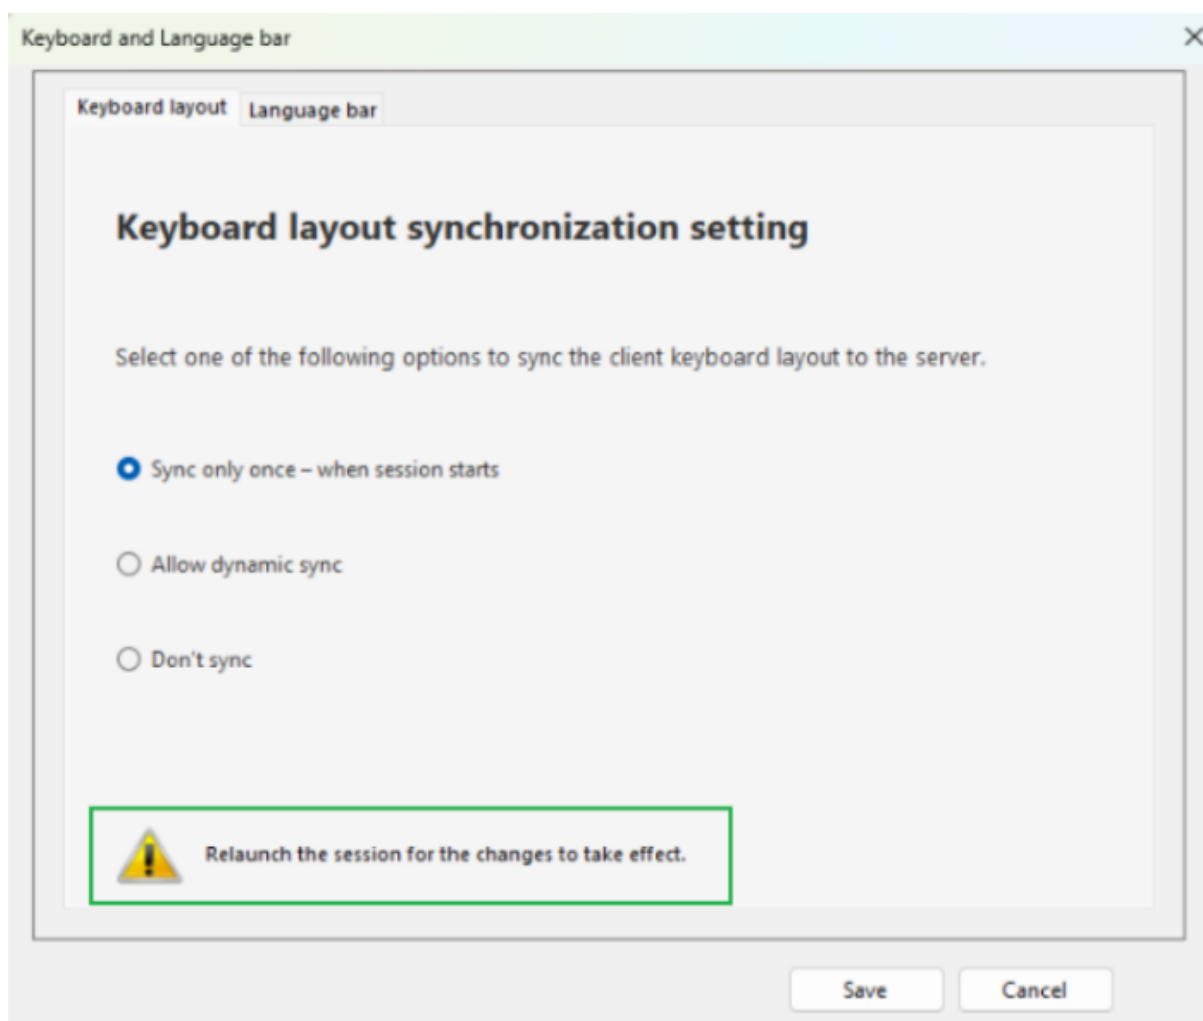 Keyboard and Language bar
Keyboard layout Language bar
Keyboard layout synchronization setting
Select one of the following options to sync the client keyboard layout to the server.
Sync only once – when session starts
Allow dynamic sync
Don't sync
Relaunch the session for the changes to take effect.
Save Cancel